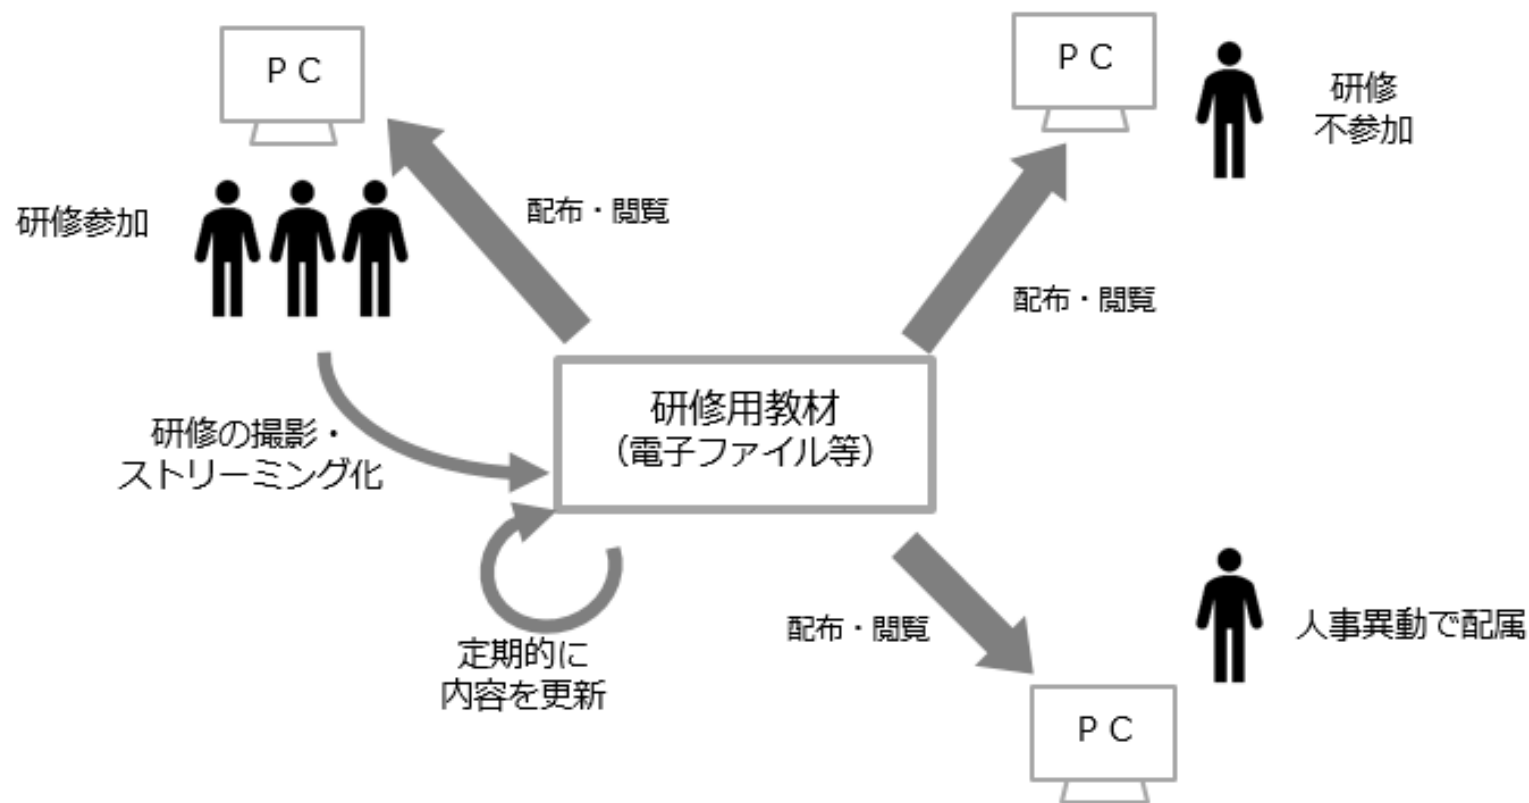 ＰＣ
ＰＣ
研修
不参加
研修参加
配布・閲覧
配布・閲覧
研修用教材
（電子ファイル等）
研修の撮影・
ストリーミング化
配布・閲覧
人事異動で配属
定期的に
内容を更新
ＰＣ